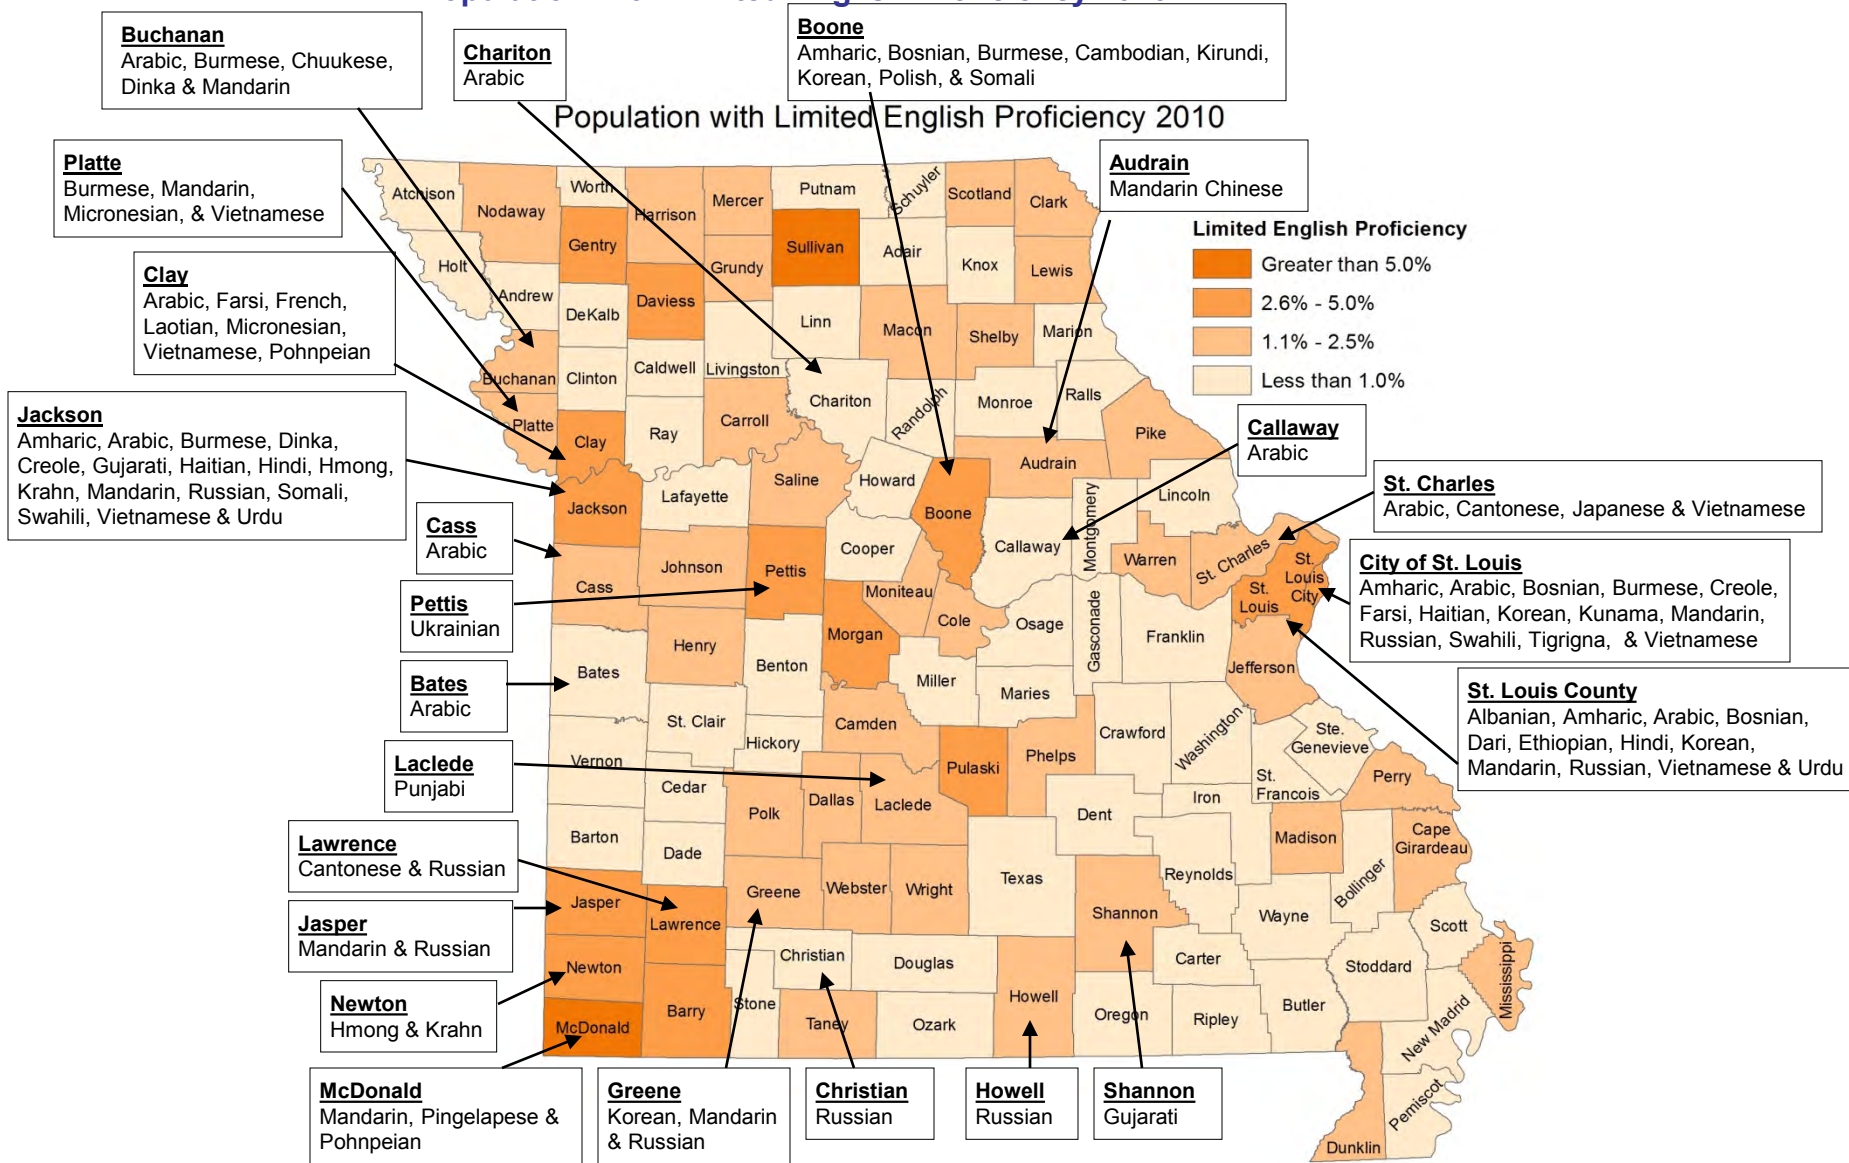 Buchanan
Arabic, Burmese, Chuukese,
Dinka & Mandarin
Chariton
Arabic
Boone
Amharic, Bosnian, Burmese, Cambodian, Kirundi,
Korean, Polish, & Somali
Population with Limited English Proficiency 2010
Platte
Burmese, Mandarin,
Micronesian, & Vietnamese
Audrain
Mandarin Chinese
Clay
Arabic, Farsi, French,
Laotian, Micronesian,
Vietnamese, Pohnpeian
Limited English Proficiency
Greater than 5.0%
2.6% - 5.0%
1.1% - 2.5%
Less than 1.0%
Jackson
Amharic, Arabic, Burmese, Dinka,
Creole, Gujarati, Haitian, Hindi, Hmong,
Krahn, Mandarin, Russian, Somali,
Swahili, Vietnamese & Urdu
Callaway
Arabic
St. Charles
Arabic, Cantonese, Japanese & Vietnamese
Cass
Arabic
City of St. Louis
Amharic, Arabic, Bosnian, Burmese, Creole,
Farsi, Haitian, Korean, Kunama, Mandarin,
Russian, Swahili, Tigrigna, & Vietnamese
Pettis
Ukrainian
Bates
Arabic
St. Louis County
Albanian, Amharic, Arabic, Bosnian,
Dari, Ethiopian, Hindi, Korean,
Mandarin, Russian, Vietnamese & Urdu
Laclede
Punjabi
Lawrence
Cantonese & Russian
Jasper
Mandarin & Russian
Newton
Hmong & Krahn
McDonald
Mandarin, Pingelapese &
Pohnpeian
Greene
Korean, Mandarin
& Russian
Christian
Russian
Howell
Russian
Shannon
Gujarati
Atchison
Nodaway
Worth
Harrison
Mercer
Putnam
Schuyler
Scotland
Clark
Gentry
Sullivan
Adair
Knox
Lewis
Holt
Andrew
Daviess
Grundy
DeKalb
Linn
Macon
Shelby
Marion
Buchanan
Clinton
Caldwell
Livingston
Chariton
Randolph
Monroe
Ralls
Platte
Clay
Ray
Carroll
Pike
Audrain
Saline
Howard
Boone
Lincoln
Jackson
Lafayette
Callaway
Montgomery
Warren
St. Charles
Cooper
Cass
Johnson
Pettis
Moniteau
Cole
Osage
Gasconade
Franklin
St.
Louis
St.
Louis
City
Morgan
Henry
Benton
Miller
Maries
Jefferson
Bates
St. Clair
Hickory
Camden
Crawford
Washington
Ste.
Genevieve
St.
Francois
Vernon
Cedar
Polk
Dallas
Laclede
Pulaski
Phelps
Dent
Iron
Perry
Barton
Dade
Madison
Cape
Girardeau
Bollinger
Jasper
Lawrence
Greene
Webster
Wright
Texas
Shannon
Reynolds
Wayne
Scott
Newton
Christian
Douglas
Carter
Stoddard
Mississippi
McDonald
Barry
Stone
Taney
Ozark
Howell
Oregon
Ripley
Butler
New Madrid
Pemiscot
Dunklin